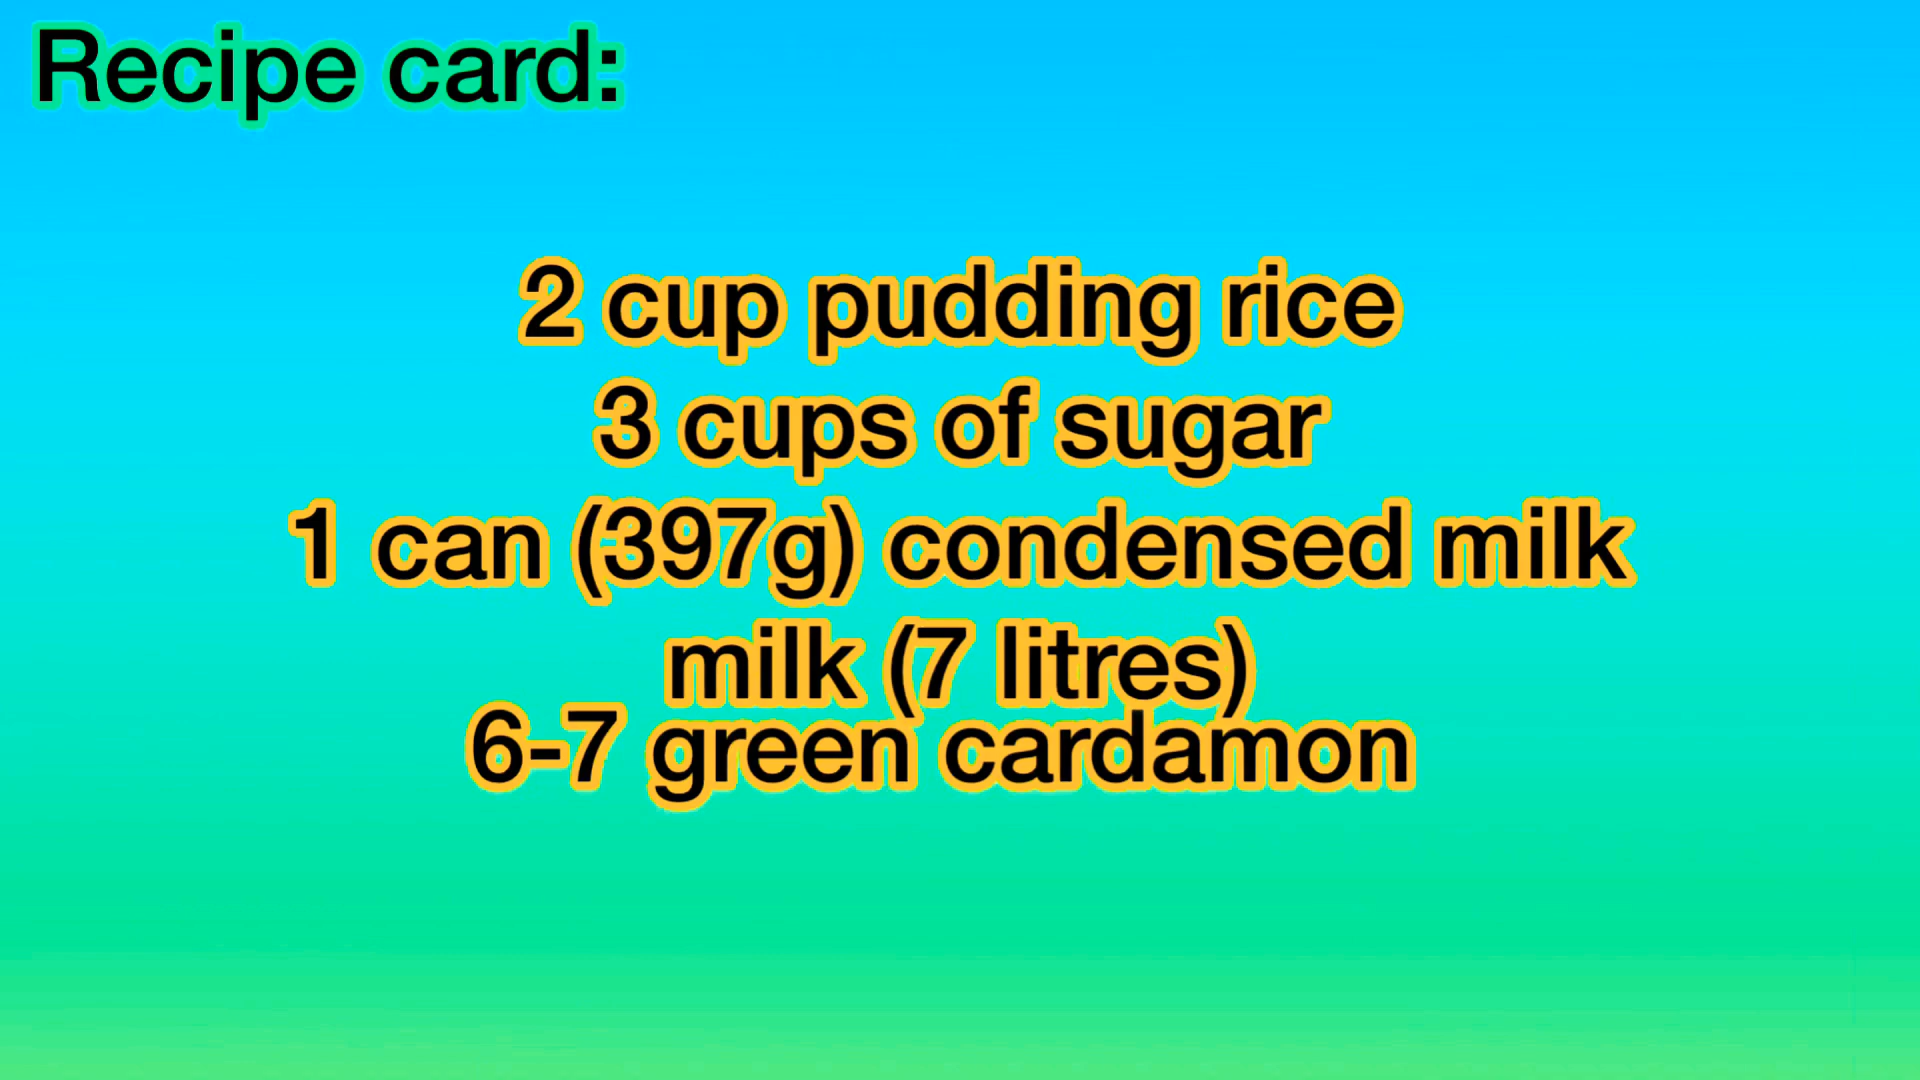 Recipe card:
2 cup pudding rice
3 cups of sugar
1 can (397g) condensed milk
milk (7 litres)
6-7 green cardamon